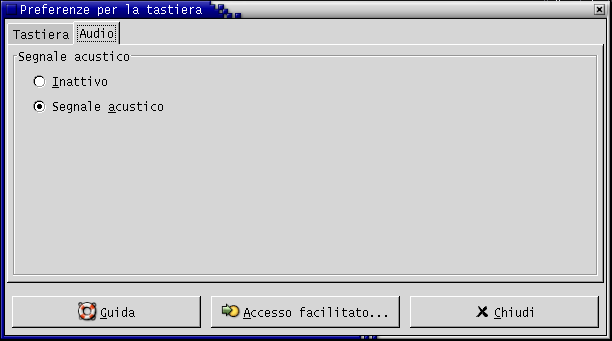 Preferenze per la tastiera
Tastiera Audio
Segnale acustico
Inattivo
Segnale acustico
Guida Accesso facilitato... Chiudi